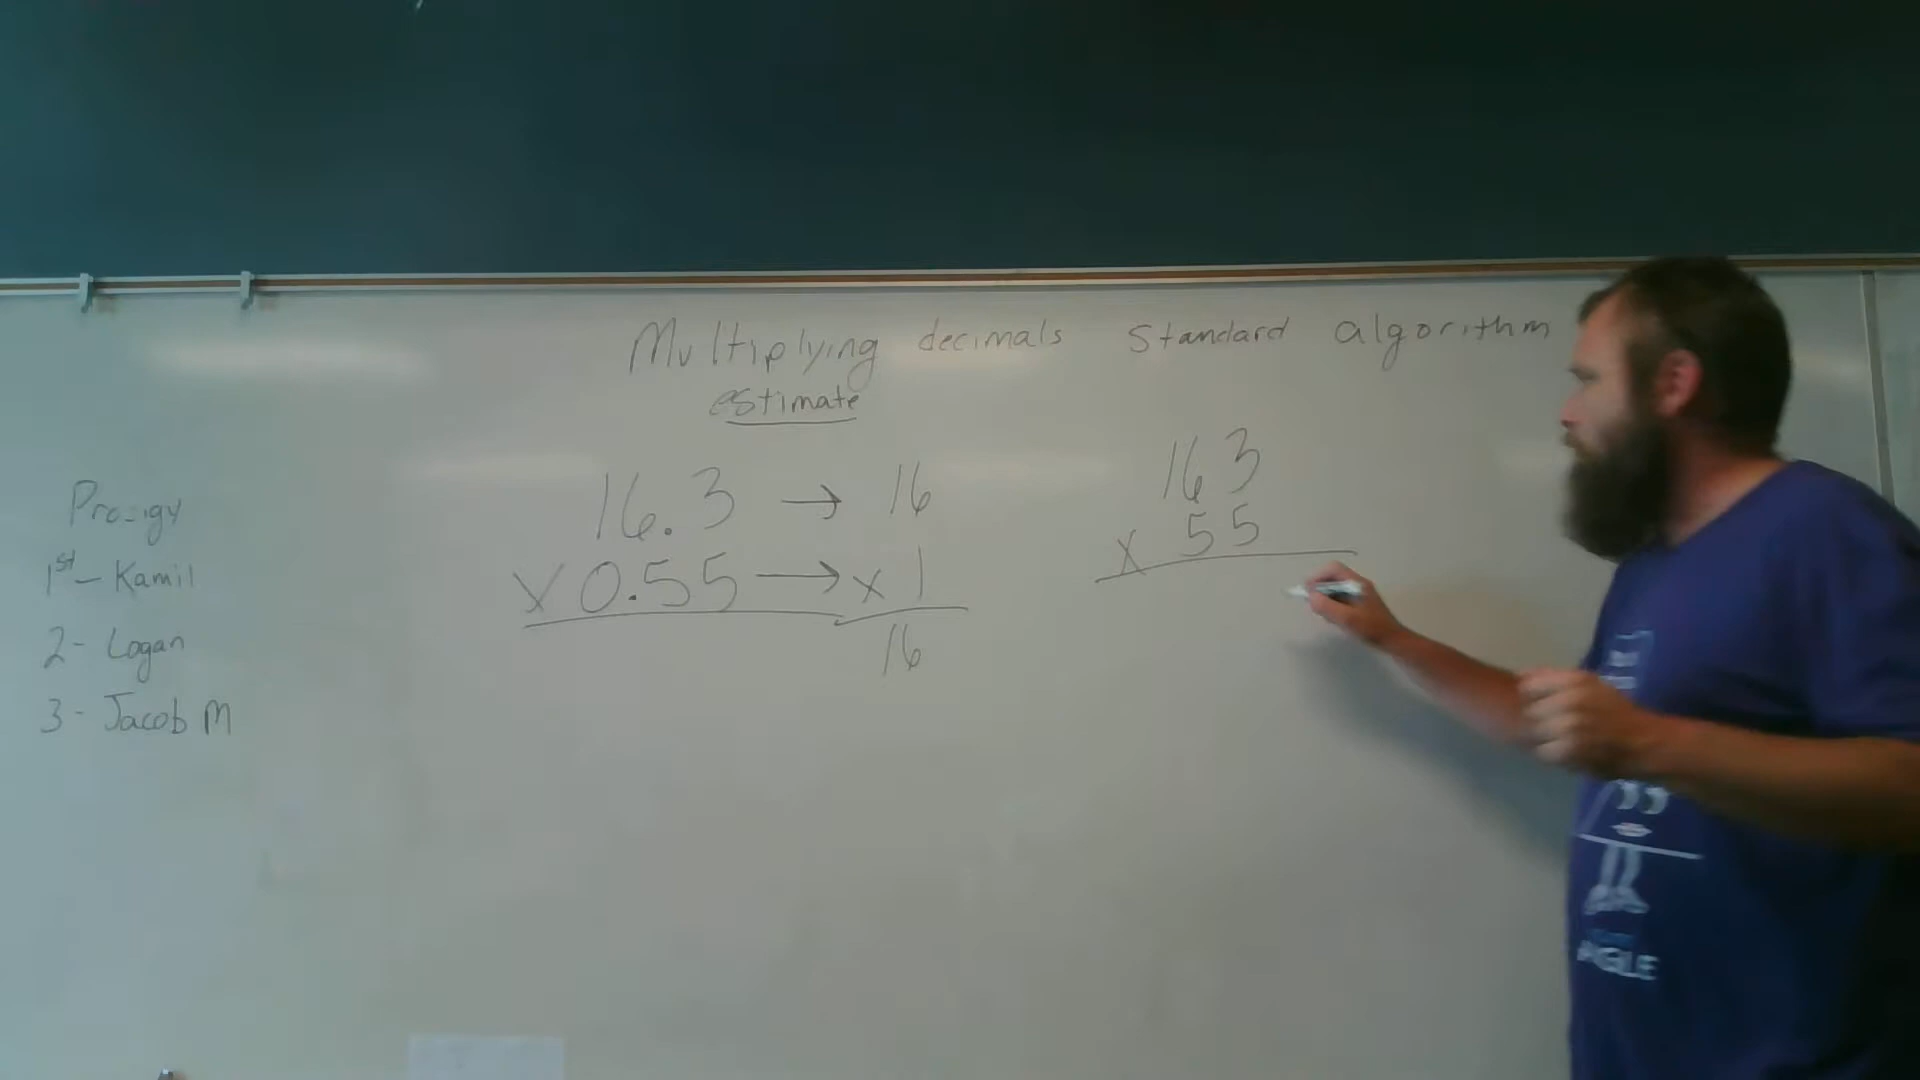 Multiplying decimals Standard algorithm
estimate
16.3 → 16
x 0.55 → x 1
16
163
x 55
1st - Kamil
2 - Logan
3 - Jacob M